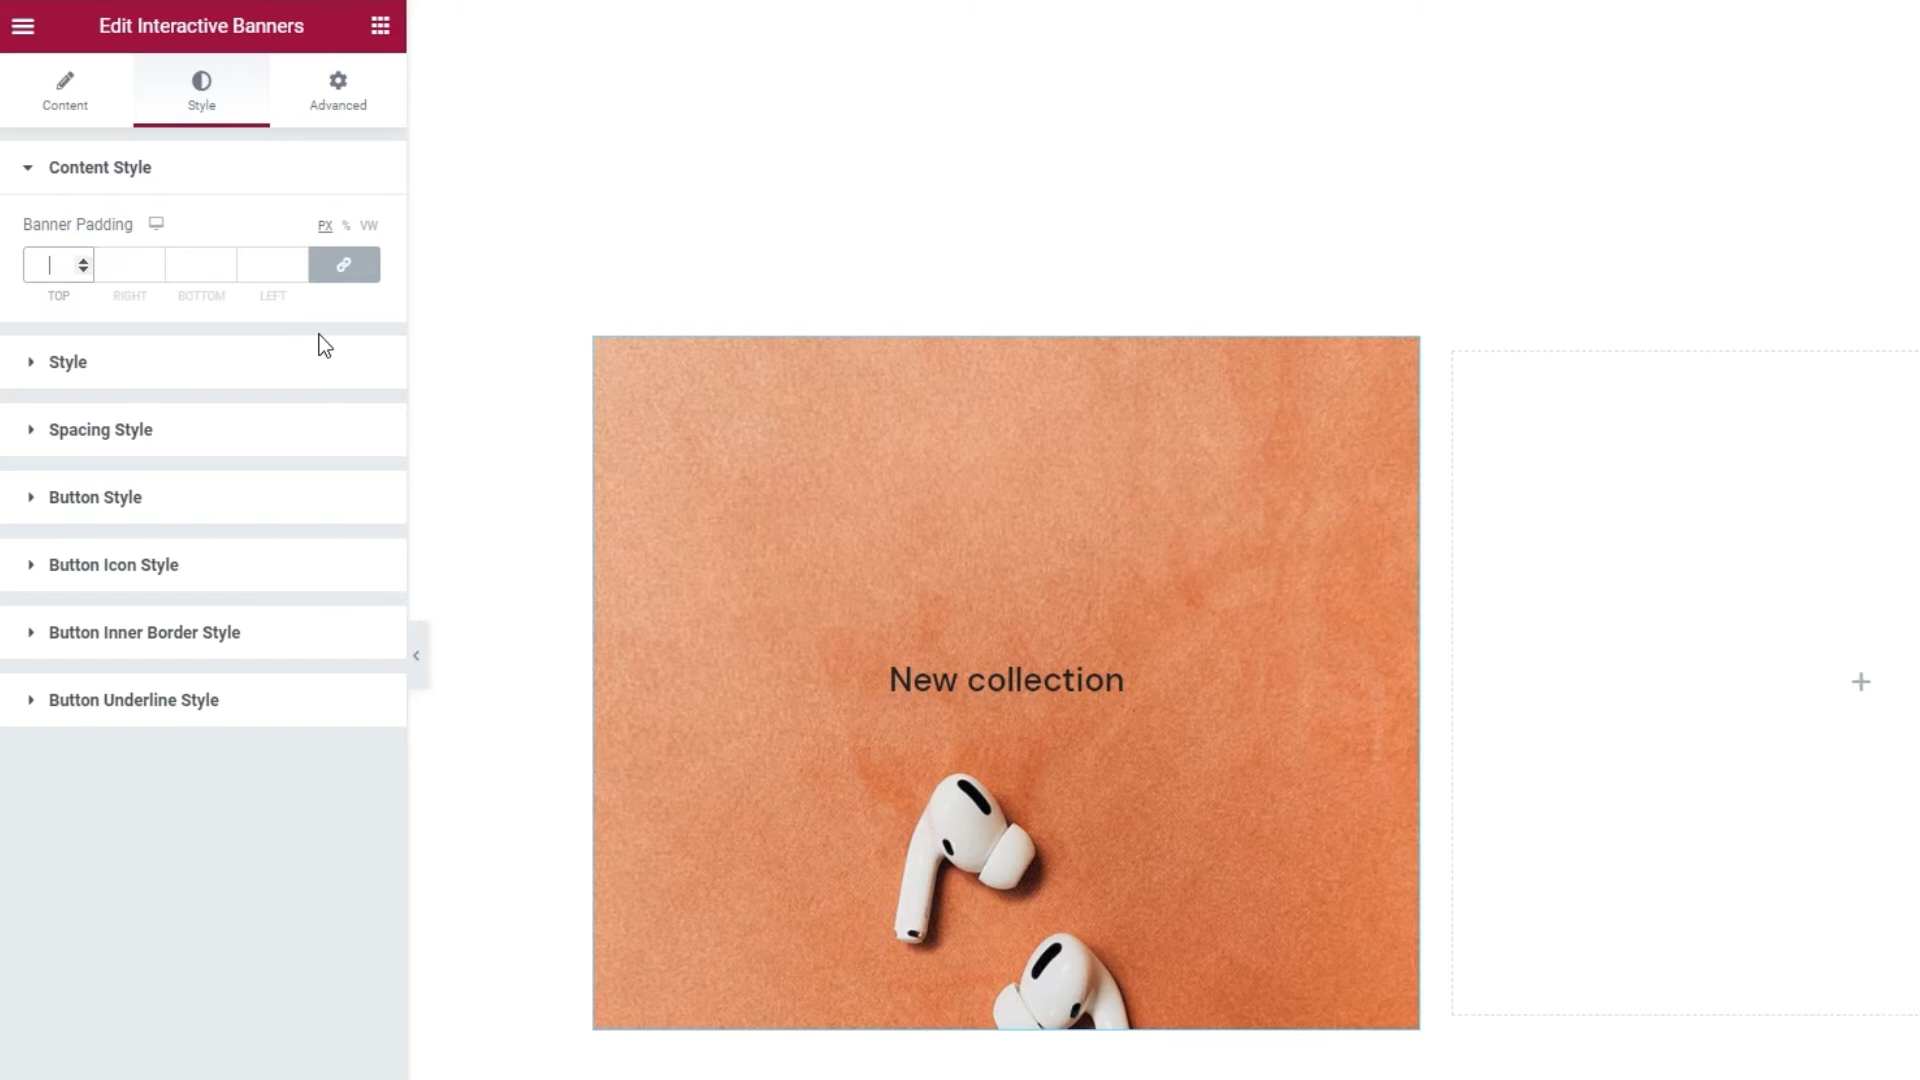 Edit Interactive Banners
Content
Style
Advanced
Content Style
Banner Padding
PX % VW
TOP RIGHT BOTTOM LEFT
Style
Spacing Style
Button Style
Button Icon Style
Button Inner Border Style
Button Underline Style
New collection